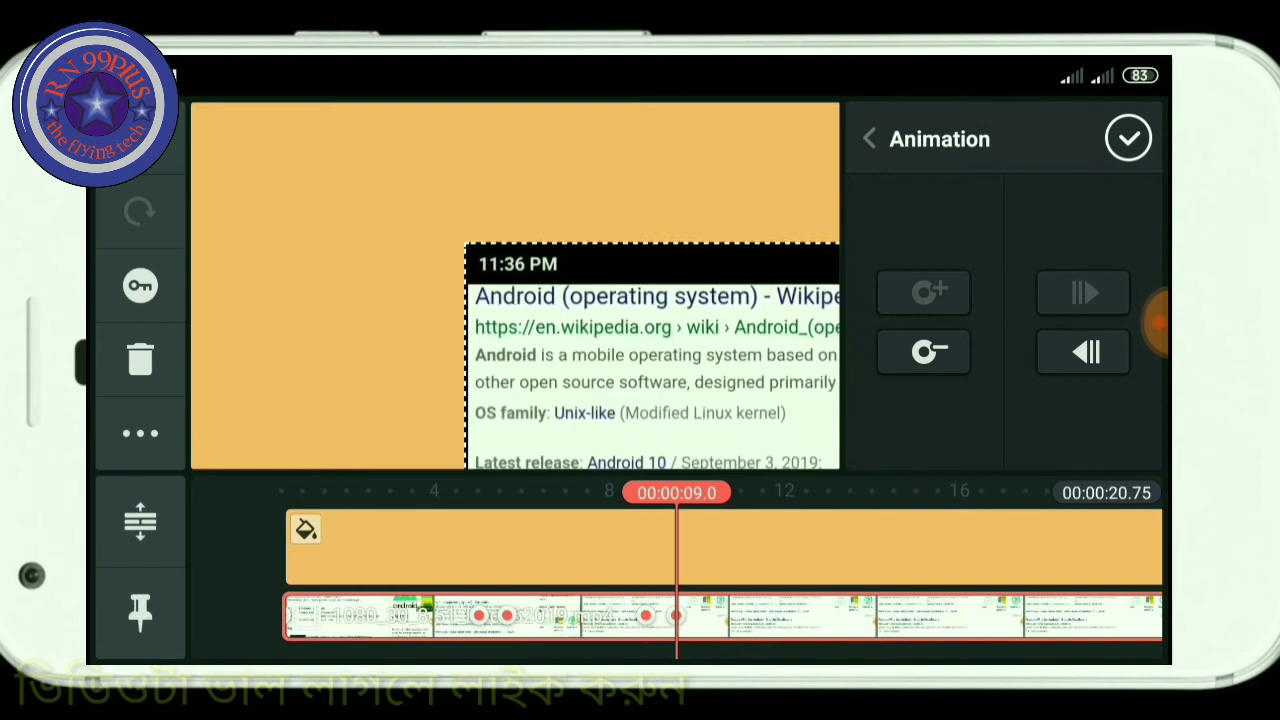 RN 99Plus
the flying tech
83
Animation
11:36 PM
Android (operating system) - Wikipe
https://en.wikipedia.org › wiki › Android_(ope
Android is a mobile operating system based on
other open source software, designed primarily
OS family: Unix-like (Modified Linux kernel)
Latest release: Android 10 / September 3, 2019:
4
8
00:00:09.0
12
16
00:00:20.75
android
ভিডিওটা ভাল লাগলে লাইক করুন